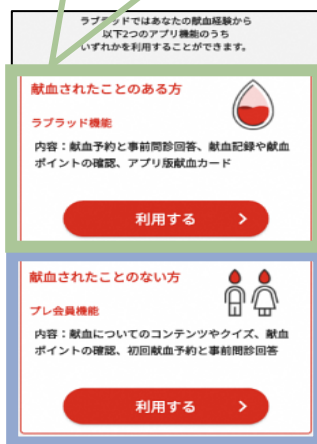 ラブラッドではあなたの献血経験から
以下2つのアプリ機能のうち
いずれかを利用することができます。
献血されたことのある方
ラブラッド機能
内容：献血予約と事前問診回答、献血記録や献血
ポイントの確認、アプリ版献血カード
利用する
献血されたことのない方
プレ会員機能
内容：献血についてのコンテンツやクイズ、献血
ポイントの確認、初回献血予約と事前問診回答
利用する